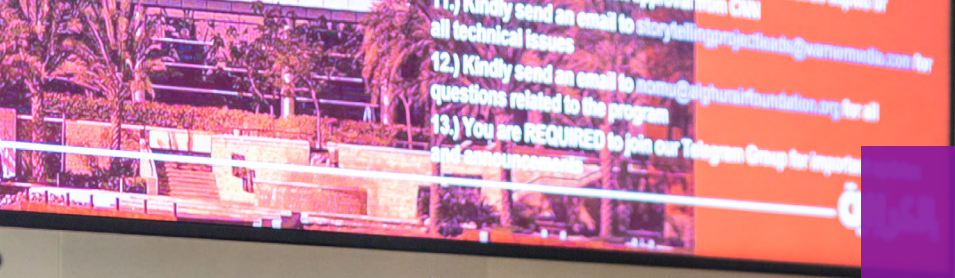 11.) Kindly send an email to storytellingprojectleads@warnermedia.com for
all technical issues
12.) Kindly send an email to nomu@alghurairfoundation.org for all
questions related to the program
13.) You are REQUIRED to join our Telegram Group for important
and announcements